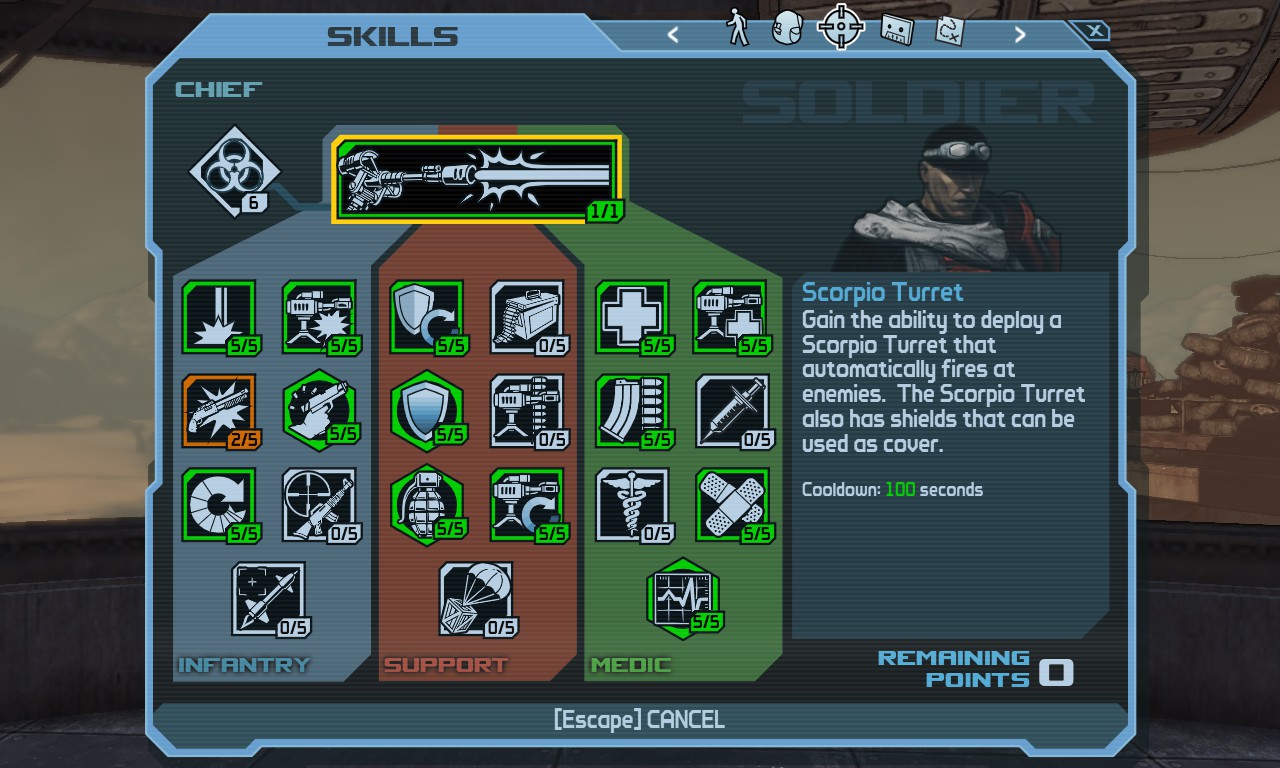 SKILLS
X
CHIEF
SOLDIER
6
1/1
5/5 5/5 5/5 0/5 5/5 5/5
2/5 5/5 5/5 0/5 5/5 0/5
5/5 0/5 5/5 5/5 0/5 5/5
0/5 0/5 5/5
INFANTRY SUPPORT MEDIC
Scorpio Turret
Gain the ability to deploy a
Scorpio Turret that
automatically fires at
enemies. The Scorpio Turret
also has shields that can be
used as cover.
Cooldown: 100 seconds
REMAINING
POINTS 0
[Escape] CANCEL